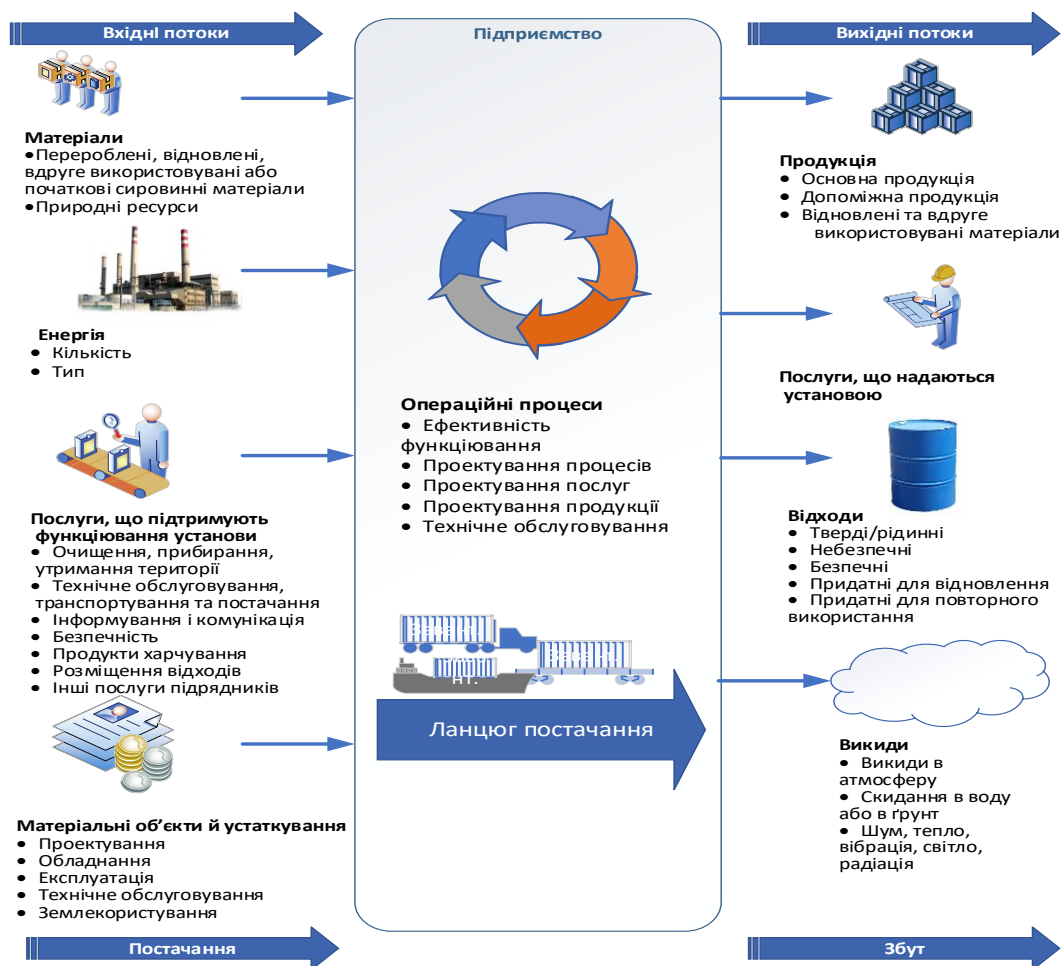 ВхіднІ потоки
Матеріали
•Перероблені, відновлені,
вдруге використовувані або
початкові сировинні матеріали
•Природні ресурси
Енергія
• Кількість
• Тип
Послуги, що підтримують
функціювання установи
• Очищення, прибирання,
утримання території
• Технічне обслуговування,
транспортування та постачання
• Інформування і комунікація
• Безпечність
• Продукти харчування
• Розміщення відходів
• Інші послуги підрядників
Матеріальні об’єкти й устаткування
• Проектування
• Обладнання
• Експлуатація
• Технічне обслуговування
• Землекористування
Постачання
Підприємство
Операційні процеси
• Ефективність
функціювання
• Проектування процесів
• Проектування послуг
• Проектування продукції
• Технічне обслуговування
Ланцюг постачання
Вихідні потоки
Продукція
• Основна продукція
• Допоміжна продукція
• Відновлені та вдруге
використовувані матеріали
Послуги, що надаються
установою
Відходи
• Тверді/рідинні
• Небезпечні
• Безпечні
• Придатні для відновлення
• Придатні для повторного
використання
Викиди
• Викиди в
атмосферу
• Скидання в воду
або в ґрунт
• Шум, тепло,
вібрація, світло,
радіація
Збут